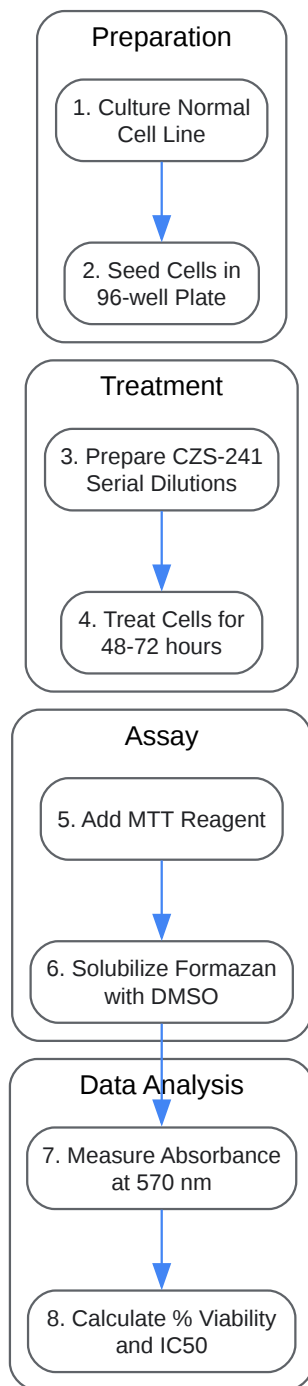 Preparation
1. Culture Normal
Cell Line
2. Seed Cells in
96-well Plate
Treatment
3. Prepare CZS-241
Serial Dilutions
4. Treat Cells for
48-72 hours
Assay
5. Add MTT Reagent
6. Solubilize Formazan
with DMSO
Data Analysis
7. Measure Absorbance
at 570 nm
8. Calculate % Viability
and IC50